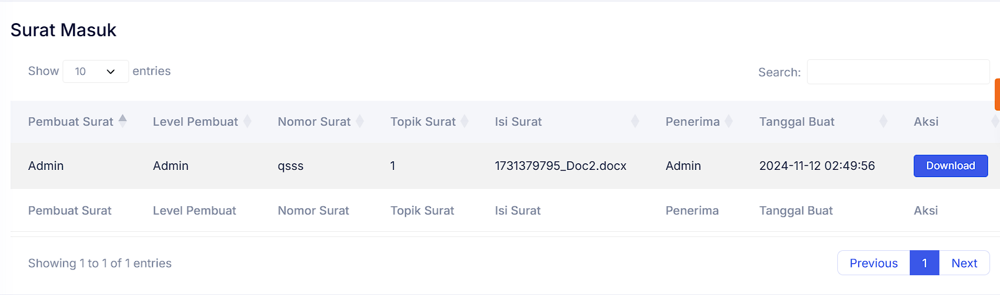 Surat Masuk
Show 10 entries
Search:
Pembuat Surat Level Pembuat Nomor Surat Topik Surat Isi Surat Penerima Tanggal Buat Aksi
Admin Admin qsss 1 1731379795_Doc2.docx Admin 2024-11-12 02:49:56 Download
Pembuat Surat Level Pembuat Nomor Surat Topik Surat Isi Surat Penerima Tanggal Buat Aksi
Showing 1 to 1 of 1 entries
Previous 1 Next